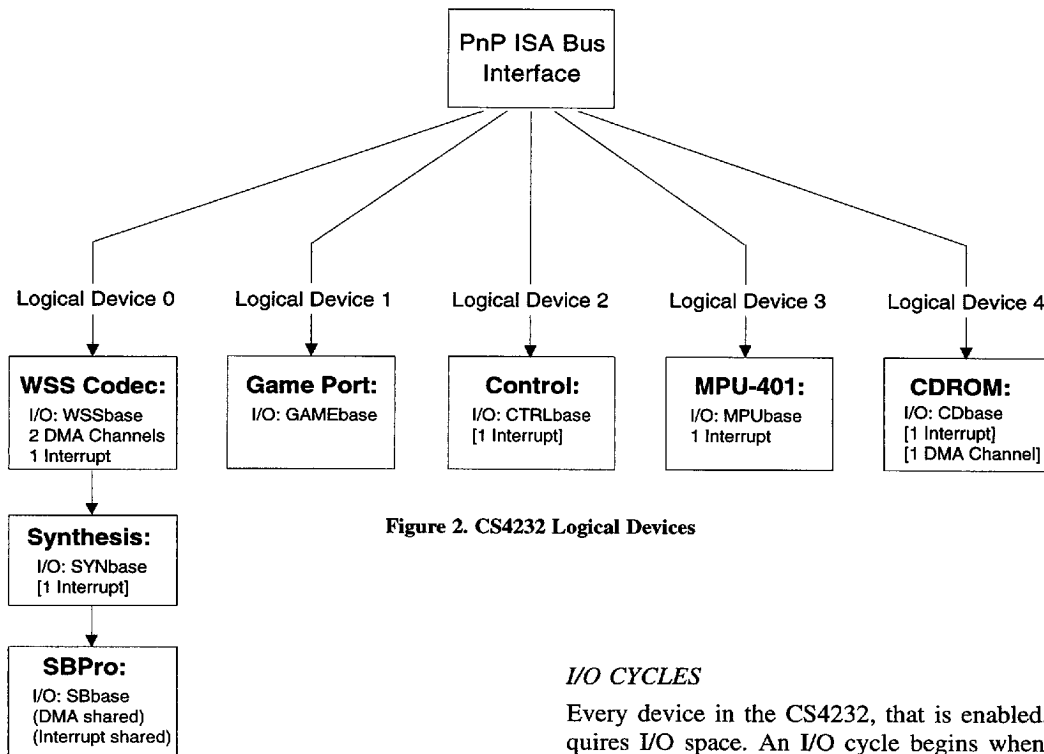 PnP ISA Bus
Interface
Logical Device 0
Logical Device 1
Logical Device 2
Logical Device 3
Logical Device 4
WSS Codec:
I/O: WSSbase
2 DMA Channels
1 Interrupt
Game Port:
I/O: GAMEbase
Control:
I/O: CTRLbase
[1 Interrupt]
MPU-401:
I/O: MPUbase
1 Interrupt
CDROM:
I/O: CDbase
[1 Interrupt]
[1 DMA Channel]
Figure 2. CS4232 Logical Devices
Synthesis:
I/O: SYNbase
[1 Interrupt]
SBPro:
I/O: SBbase
(DMA shared)
(Interrupt shared)
I/O CYCLES
Every device in the CS4232, that is enabled,
quires I/O space. An I/O cycle begins when